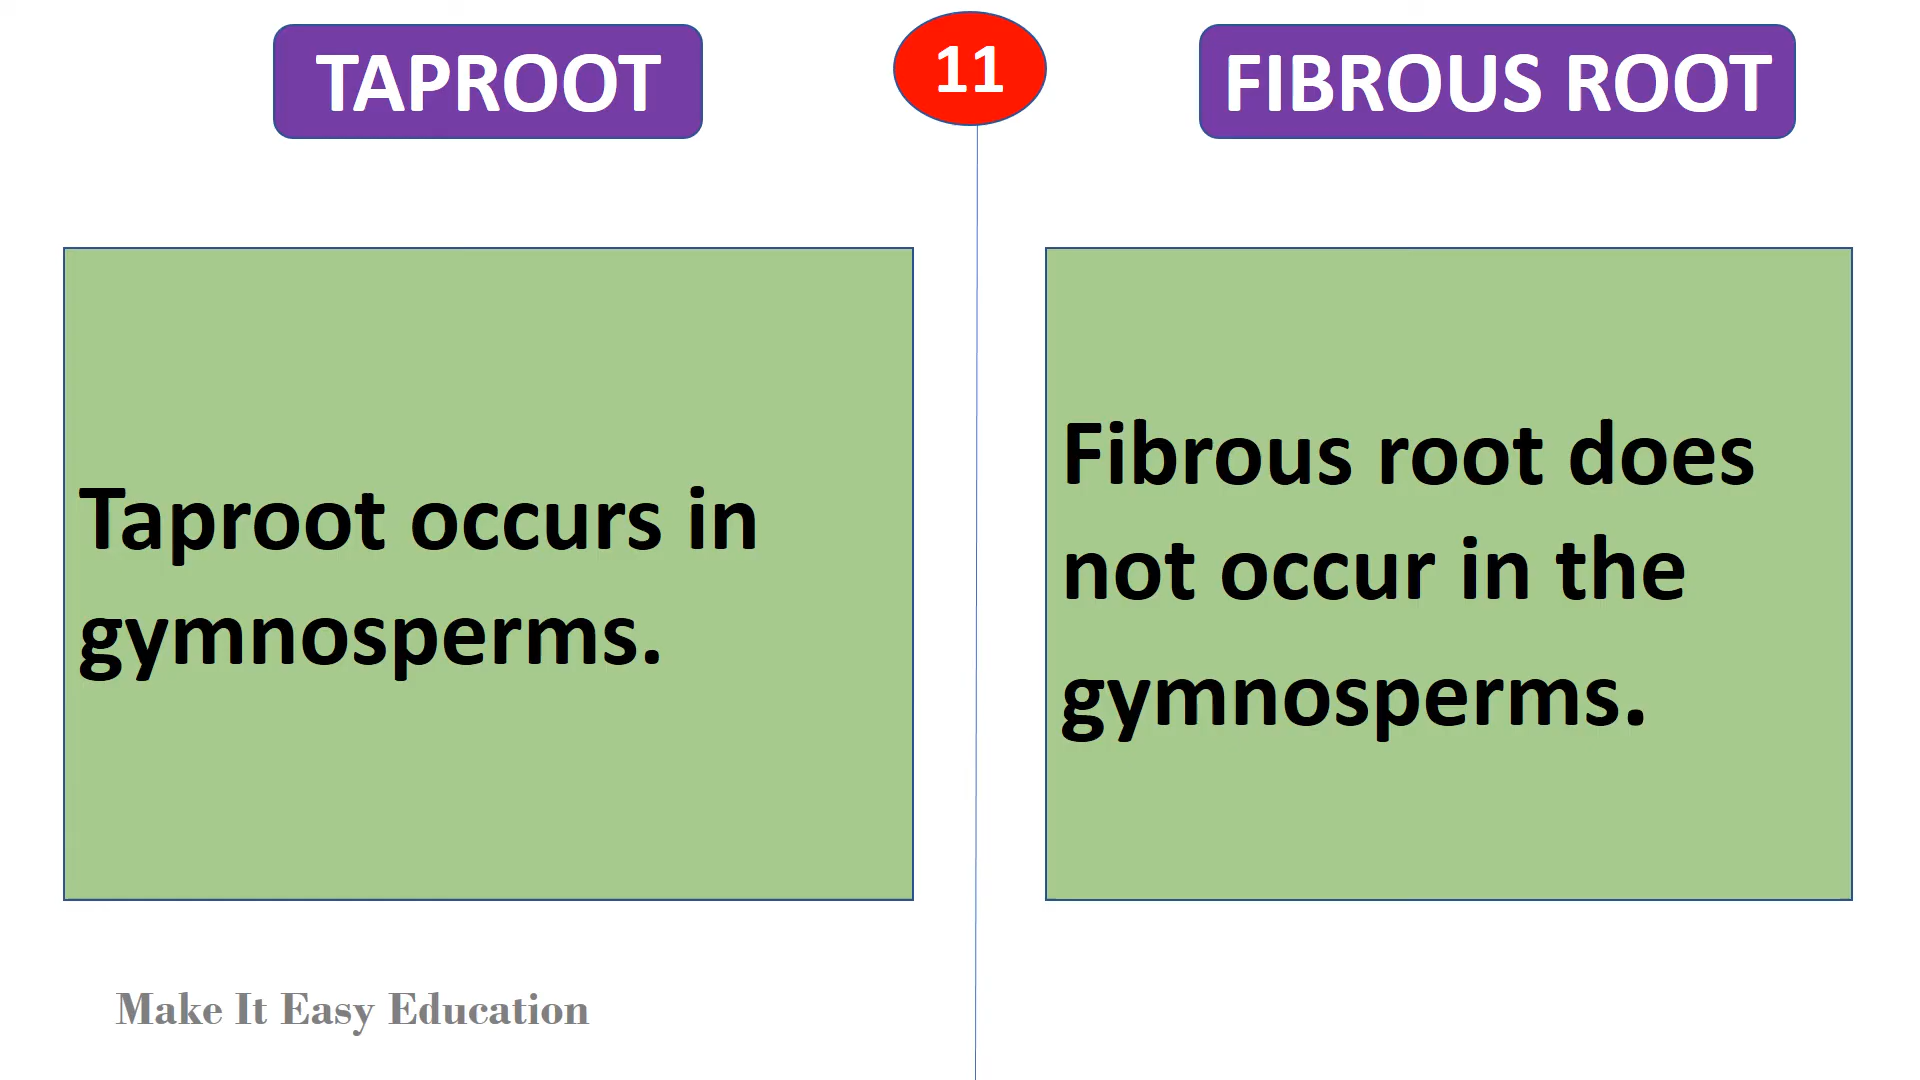 TAPROOT
11
FIBROUS ROOT
Taproot occurs in
gymnosperms.
Fibrous root does
not occur in the
gymnosperms.
Make It Easy Education